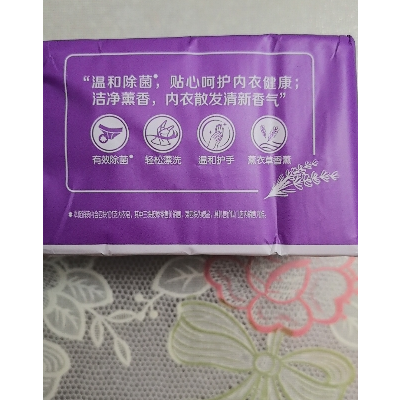 “温和除菌*，贴心呵护内衣健康；
洁净薰香，内衣散发清新香气”
有效除菌* 轻松漂洗 温和护手 薰衣草香薰